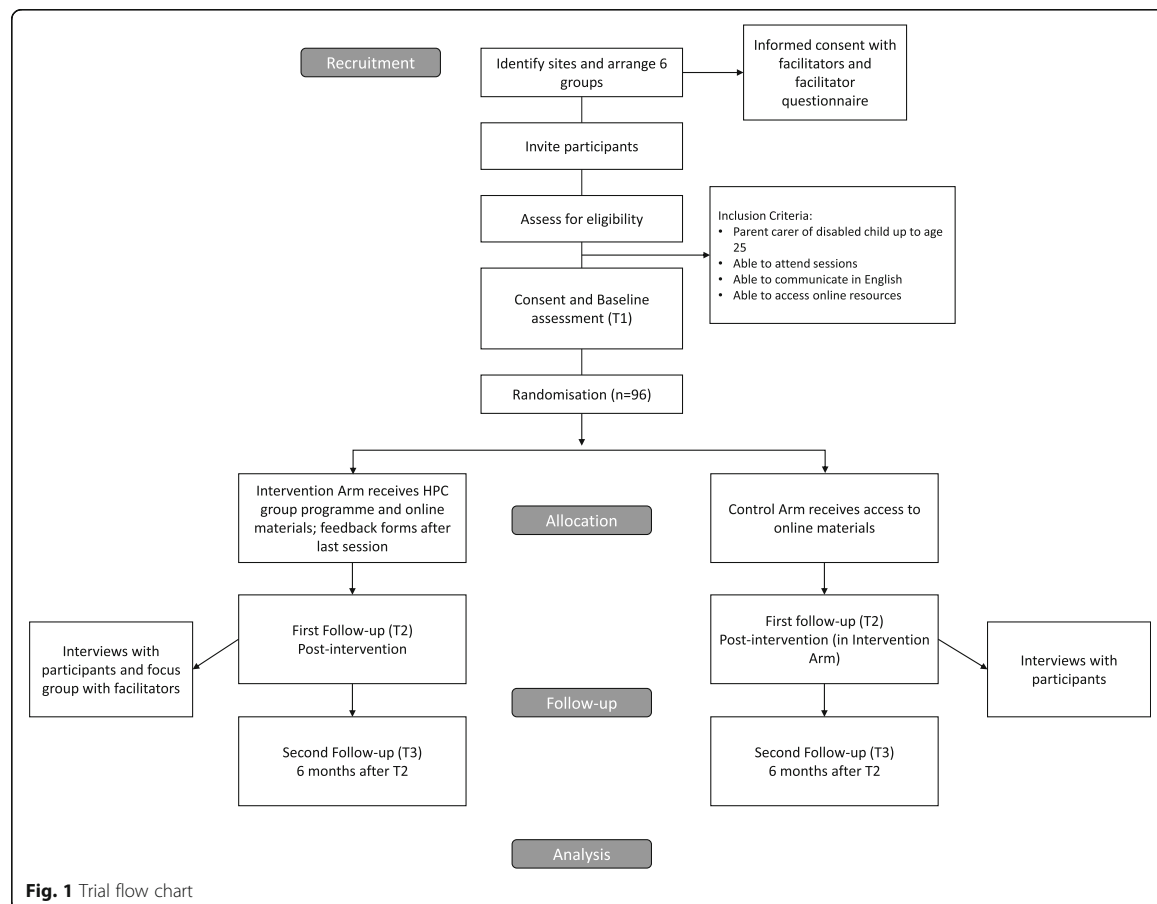 Recruitment
Identify sites and arrange 6
groups
Informed consent with
facilitators and
facilitator
questionnaire
Invite participants
Assess for eligibility
Inclusion Criteria:
• Parent carer of disabled child up to age
25
• Able to attend sessions
• Able to communicate in English
• Able to access online resources
Consent and Baseline
assessment (T1)
Randomisation (n=96)
Intervention Arm receives HPC
group programme and online
materials; feedback forms after
last session
Allocation
Control Arm receives access to
online materials
First Follow-up (T2)
Post-intervention
First follow-up (T2)
Post-intervention (in Intervention
Arm)
Interviews with
participants and focus
group with facilitators
Interviews with
participants
Follow-up
Second Follow-up (T3)
6 months after T2
Second Follow-up (T3)
6 months after T2
Analysis
Fig. 1 Trial flow chart